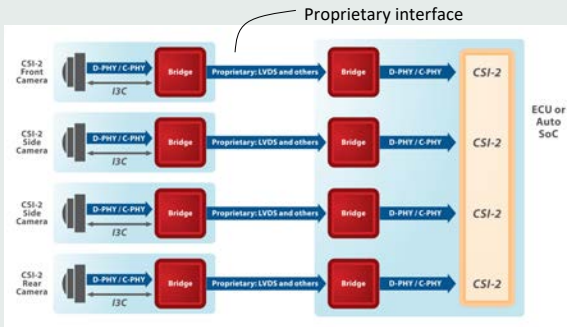 Proprietary interface
CSI-2
Front
Camera
D-PHY / C-PHY
I3C
Bridge
Proprietary: LVDS and others
Bridge
D-PHY / C-PHY
CSI-2
CSI-2
Side
Camera
D-PHY / C-PHY
I3C
Bridge
Proprietary: LVDS and others
Bridge
D-PHY / C-PHY
CSI-2
CSI-2
Side
Camera
D-PHY / C-PHY
I3C
Bridge
Proprietary: LVDS and others
Bridge
D-PHY / C-PHY
CSI-2
CSI-2
Rear
Camera
D-PHY / C-PHY
I3C
Bridge
Proprietary: LVDS and others
Bridge
D-PHY / C-PHY
CSI-2
ECU or
Auto
SoC